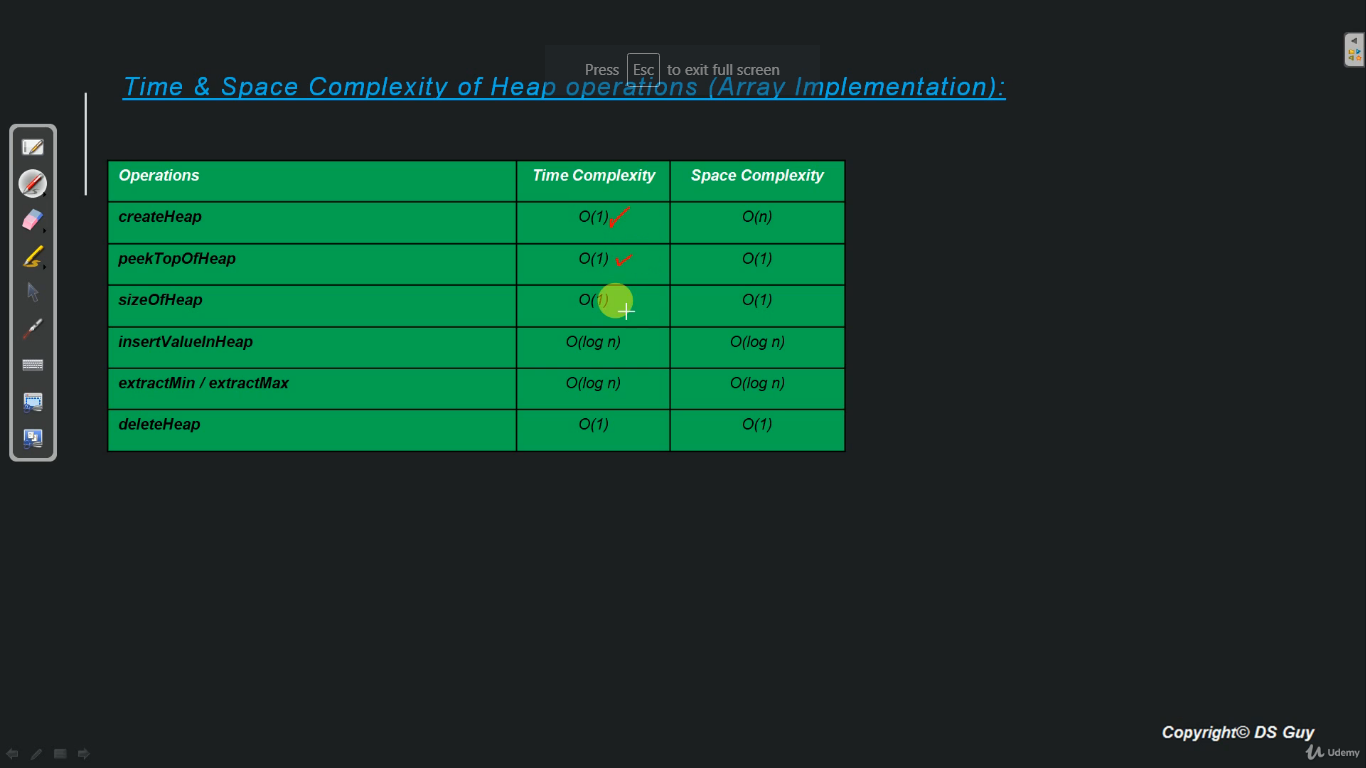 Press Esc to exit full screen
Time & Space Complexity of Heap operations (Array Implementation):
Operations Time Complexity Space Complexity
createHeap O(1) O(n)
peekTopOfHeap O(1) O(1)
sizeOfHeap O(1) O(1)
insertValueInHeap O(log n) O(log n)
extractMin / extractMax O(log n) O(log n)
deleteHeap O(1) O(1)
Copyright© DS Guy
Udemy